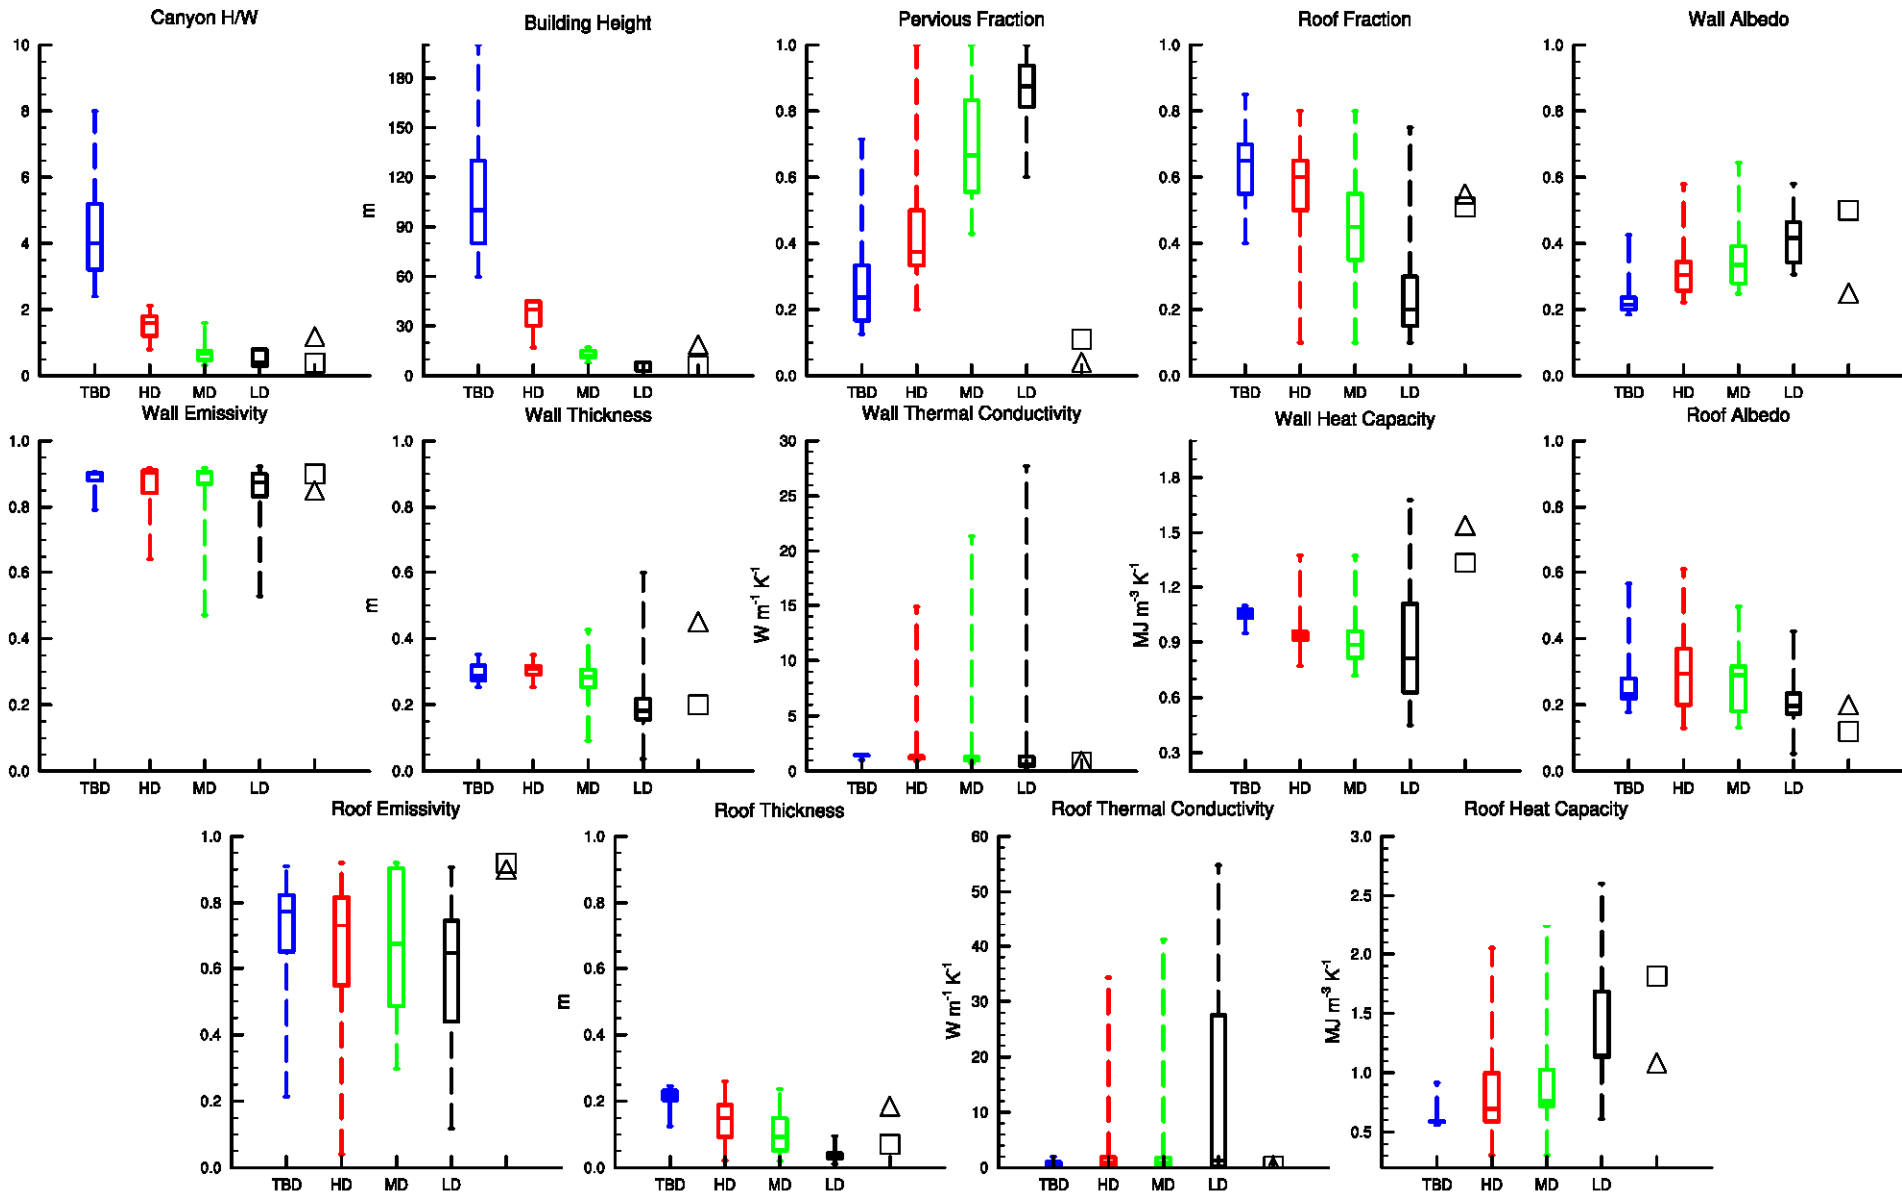 Canyon H/W
Building Height
Pervious Fraction
Roof Fraction
Wall Albedo
10
8
6
4
2
0
TBD HD MD LD
m
180
150
120
90
60
30
0
TBD HD MD LD
1.0
0.8
0.6
0.4
0.2
0.0
TBD HD MD LD
1.0
0.8
0.6
0.4
0.2
0.0
TBD HD MD LD
1.0
0.8
0.6
0.4
0.2
0.0
TBD HD MD LD
Wall Emissivity
Wall Thickness
Wall Thermal Conductivity
Wall Heat Capacity
Roof Albedo
1.0
0.8
0.6
0.4
0.2
0.0
TBD HD MD LD
m
1.0
0.8
0.6
0.4
0.2
0.0
TBD HD MD LD
W m⁻¹ K⁻¹
30
25
20
15
10
5
0
TBD HD MD LD
MJ m⁻³ K⁻¹
1.8
1.5
1.2
0.9
0.6
0.3
TBD HD MD LD
1.0
0.8
0.6
0.4
0.2
0.0
TBD HD MD LD
Roof Emissivity
Roof Thickness
Roof Thermal Conductivity
Roof Heat Capacity
1.0
0.8
0.6
0.4
0.2
0.0
TBD HD MD LD
m
1.0
0.8
0.6
0.4
0.2
0.0
TBD HD MD LD
W m⁻¹ K⁻¹
60
50
40
30
20
10
0
TBD HD MD LD
MJ m⁻³ K⁻¹
3.0
2.5
2.0
1.5
1.0
0.5
TBD HD MD LD